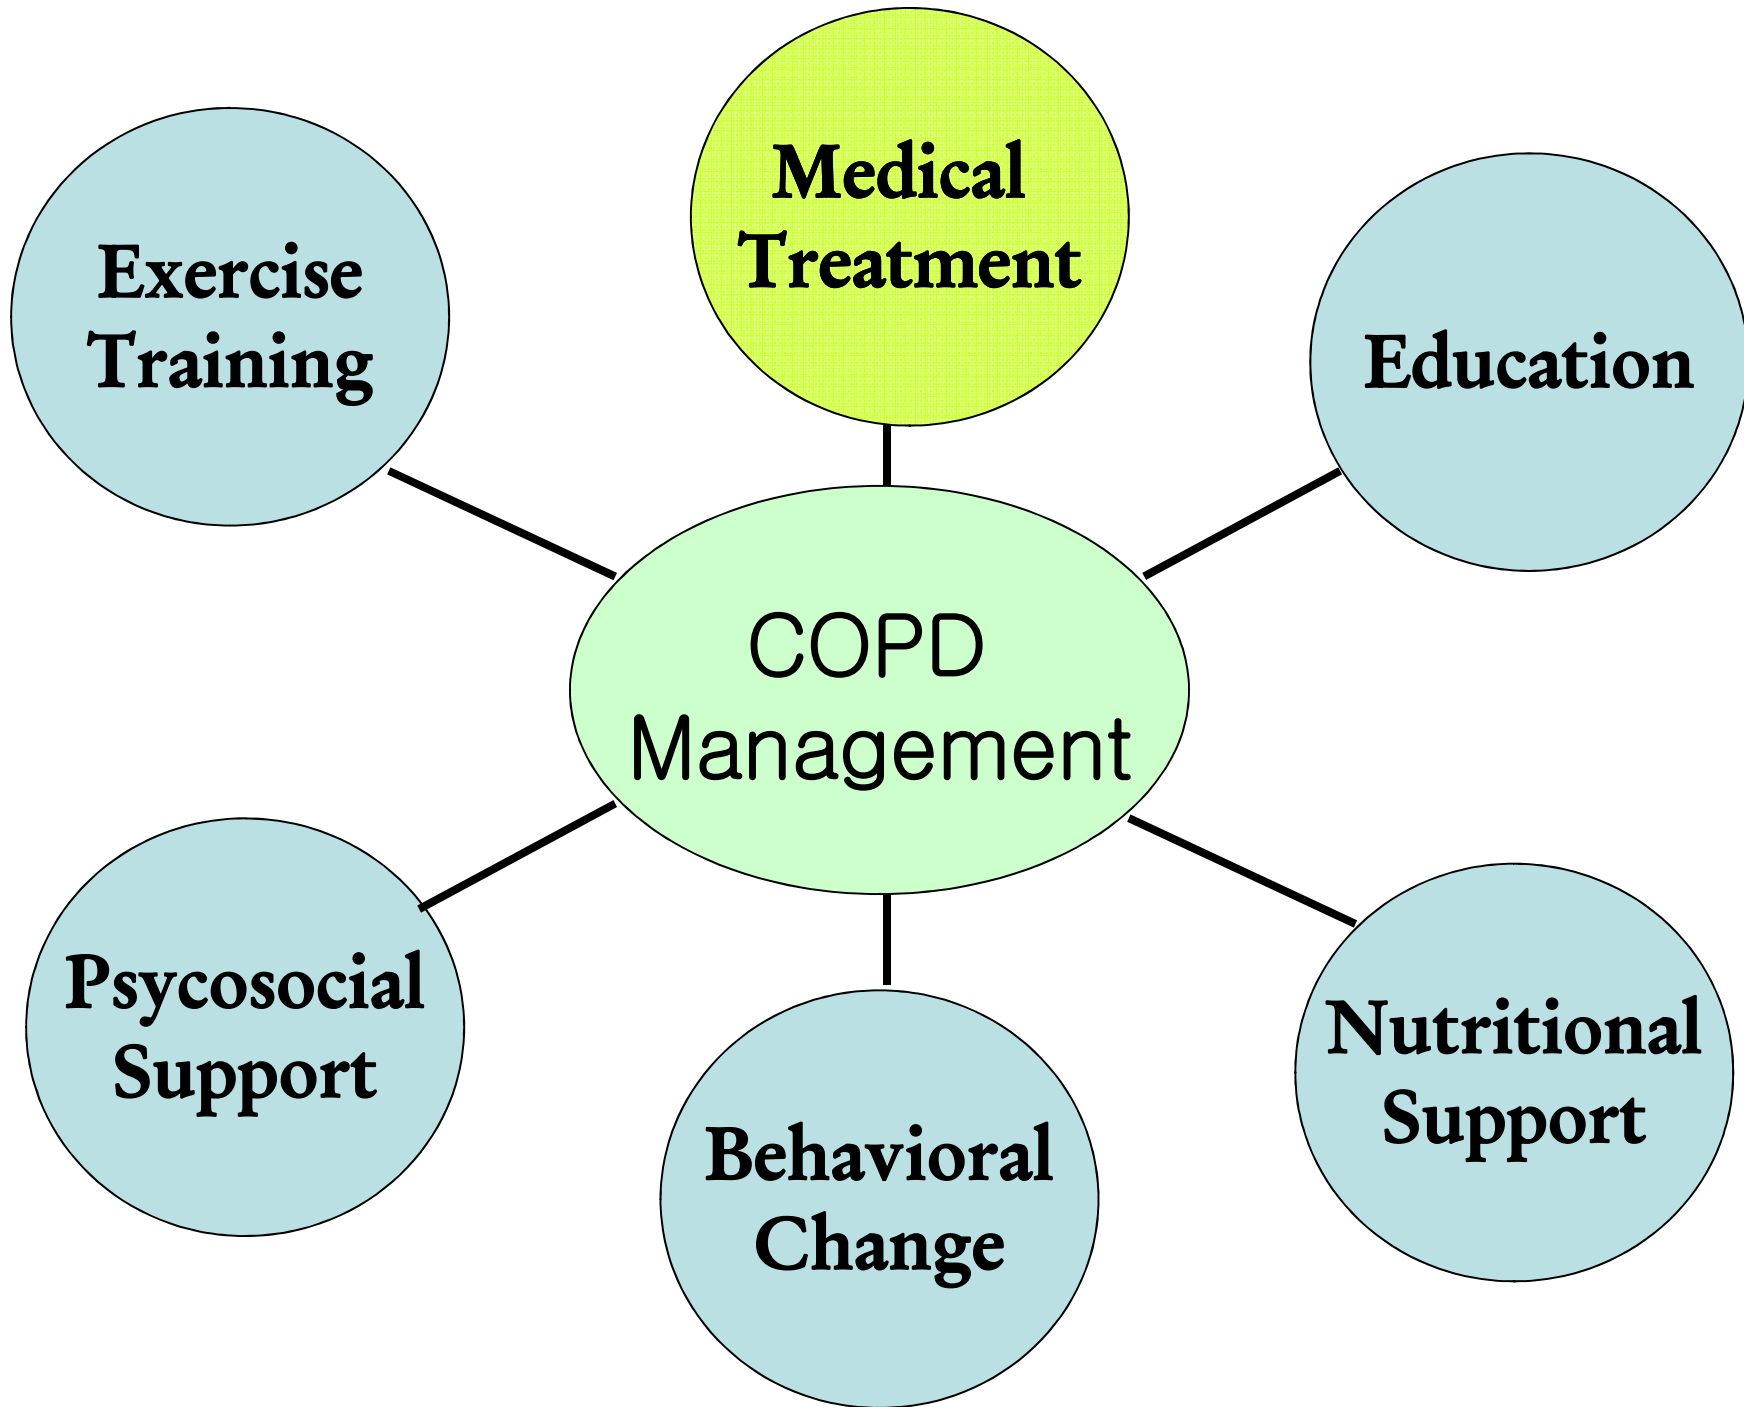 Medical
Treatment
Exercise
Training
Education
COPD
Management
Psycosocial
Support
Nutritional
Support
Behavioral
Change